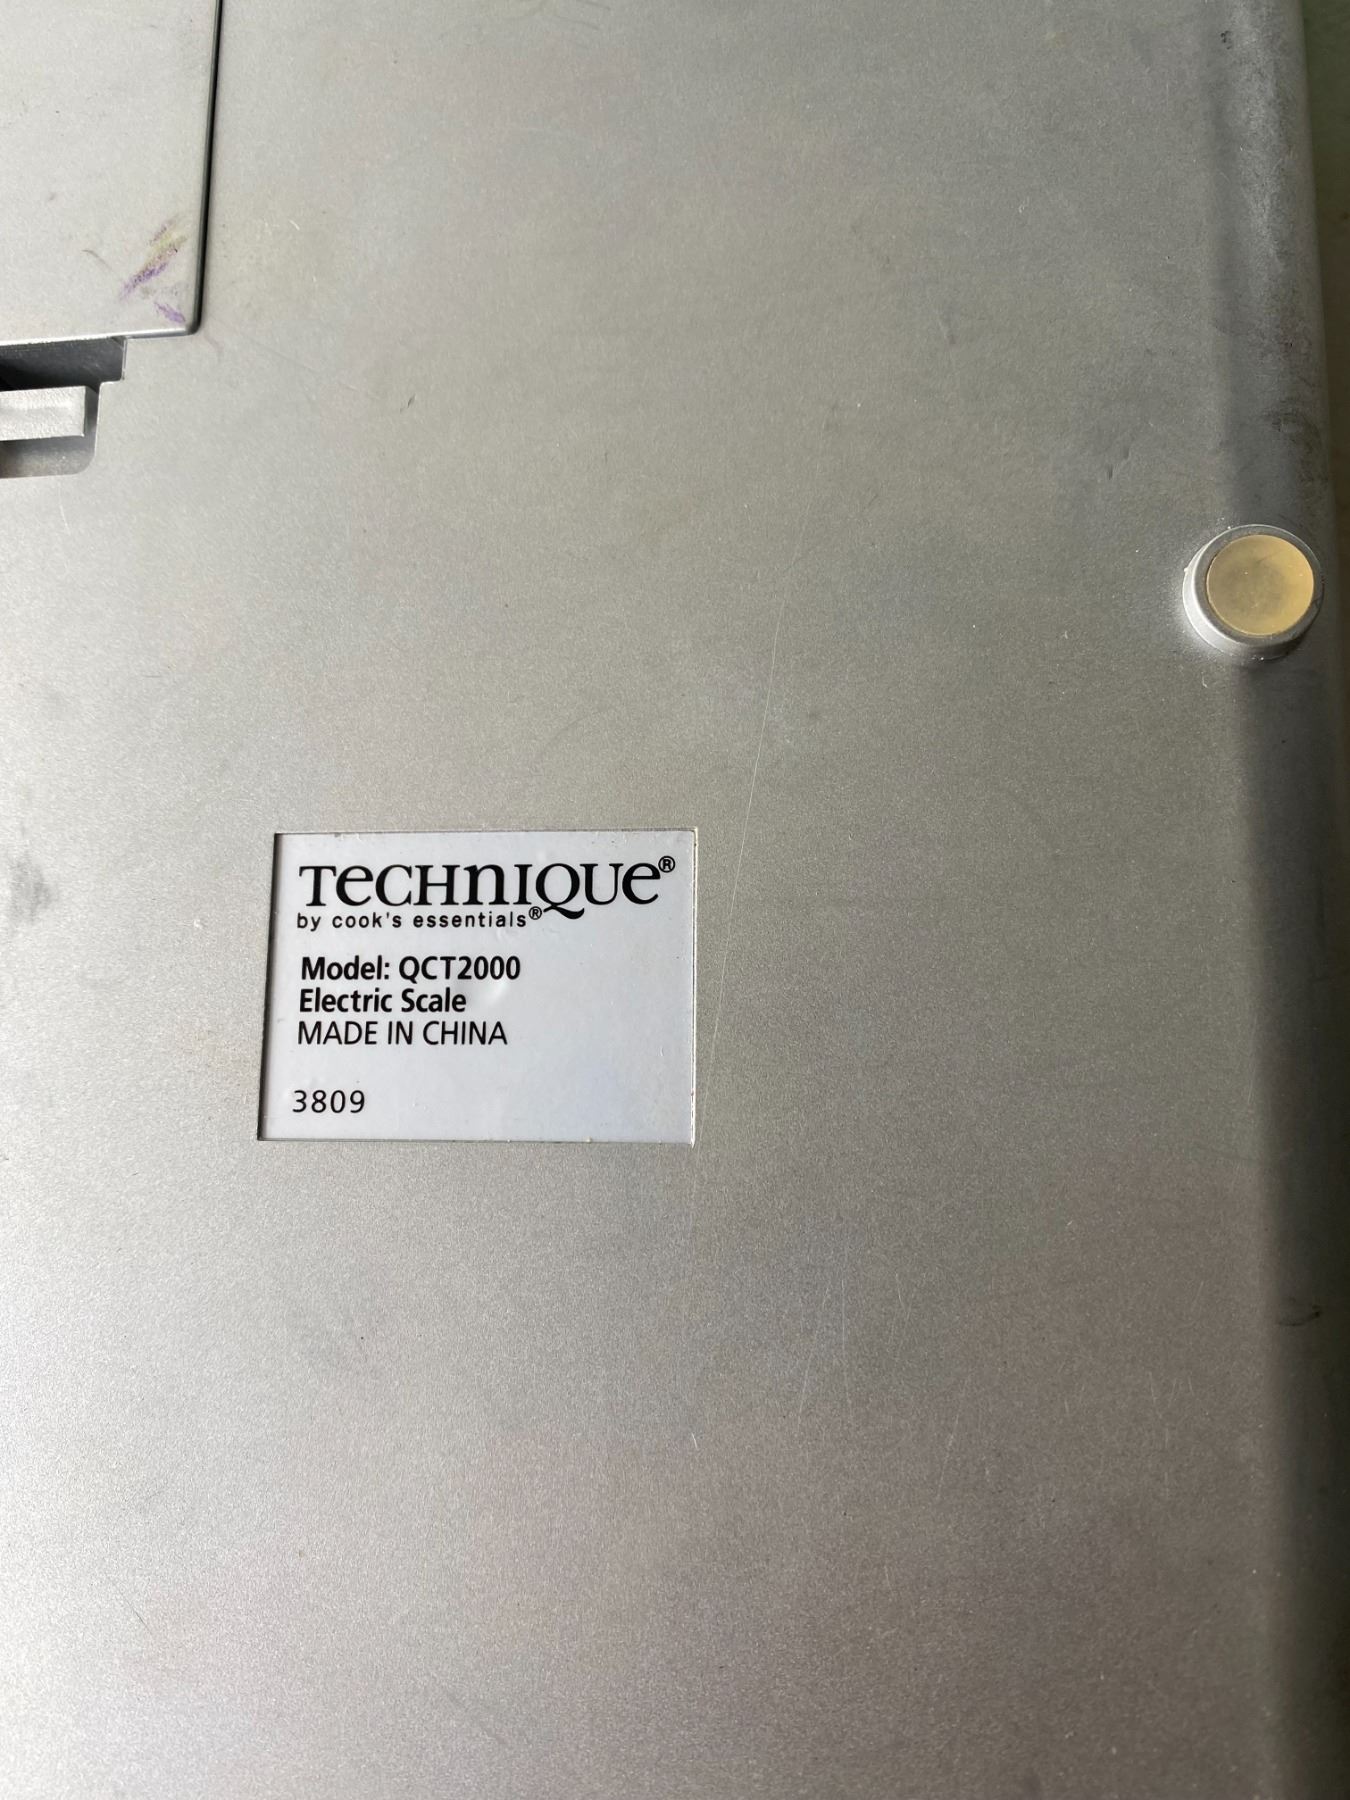 TeCHnIQUe®
by cook's essentials®
Model: QCT2000
Electric Scale
MADE IN CHINA
3809